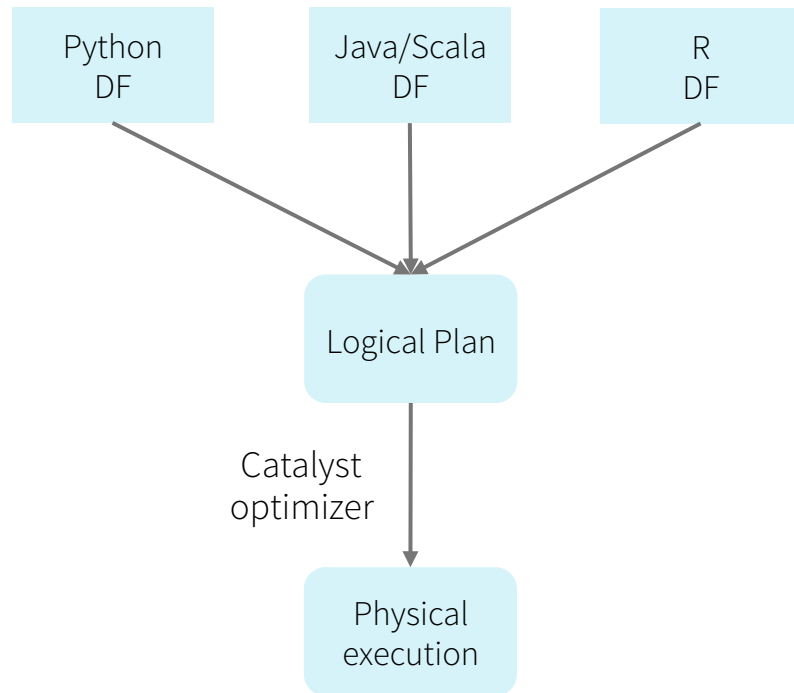 Python
DF
Java/Scala
DF
R
DF
Logical Plan
Catalyst
optimizer
Physical
execution